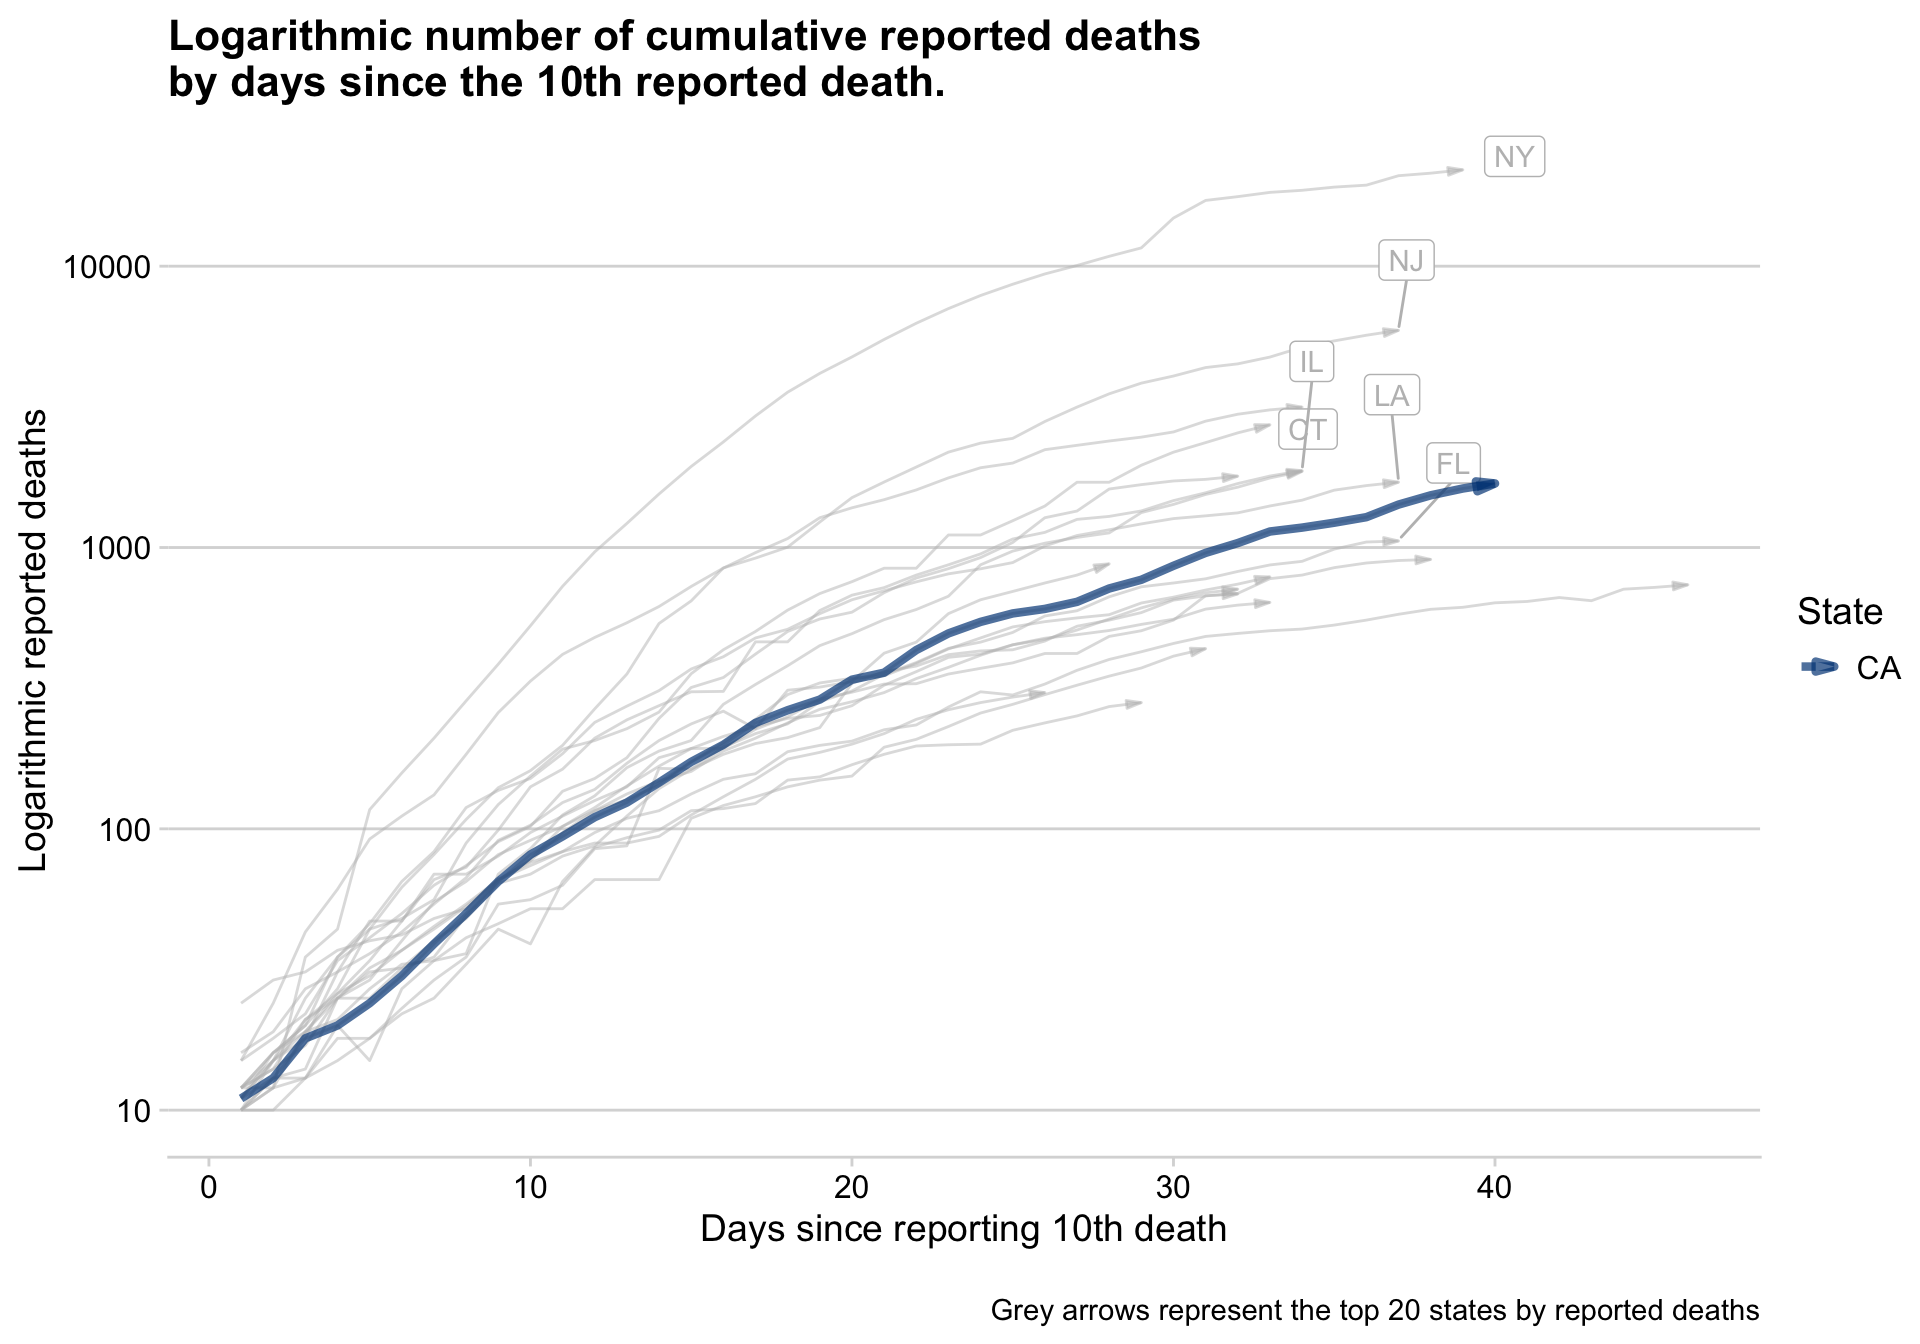 Logarithmic number of cumulative reported deaths
by days since the 10th reported death.
NY
NJ
IL
LA
CT
FL
10000
1000
100
10
Logarithmic reported deaths
0 10 20 30 40
Days since reporting 10th death
State
CA
Grey arrows represent the top 20 states by reported deaths